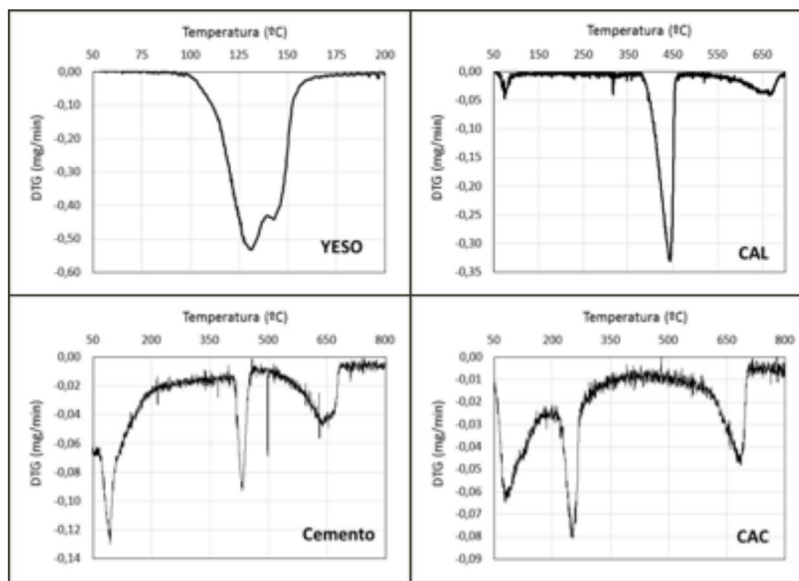 Temperatura (ºC)
50 75 100 125 150 175 200
0,00
-0,10
-0,20
-0,30
-0,40
-0,50
-0,60
DTG (mg/min)
YESO
Temperatura (ºC)
50 150 250 350 450 550 650
0,00
-0,05
-0,10
-0,15
-0,20
-0,25
-0,30
-0,35
DTG (mg/min)
CAL
Temperatura (ºC)
50 200 350 500 650 800
0,00
-0,02
-0,04
-0,06
-0,08
-0,10
-0,12
-0,14
DTG (mg/min)
Cemento
Temperatura (ºC)
50 200 350 500 650 800
0,00
-0,01
-0,02
-0,03
-0,04
-0,05
-0,06
-0,07
-0,08
-0,09
DTG (mg/min)
CAC